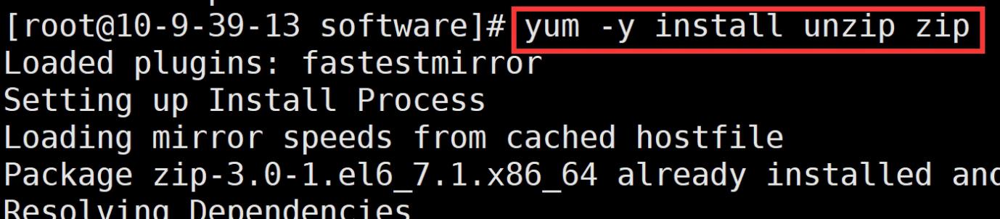 [root@10-9-39-13 software]# yum -y install unzip zip
Loaded plugins: fastestmirror
Setting up Install Process
Loading mirror speeds from cached hostfile
Package zip-3.0-1.el6_7.1.x86_64 already installed and
Resolving Dependencies